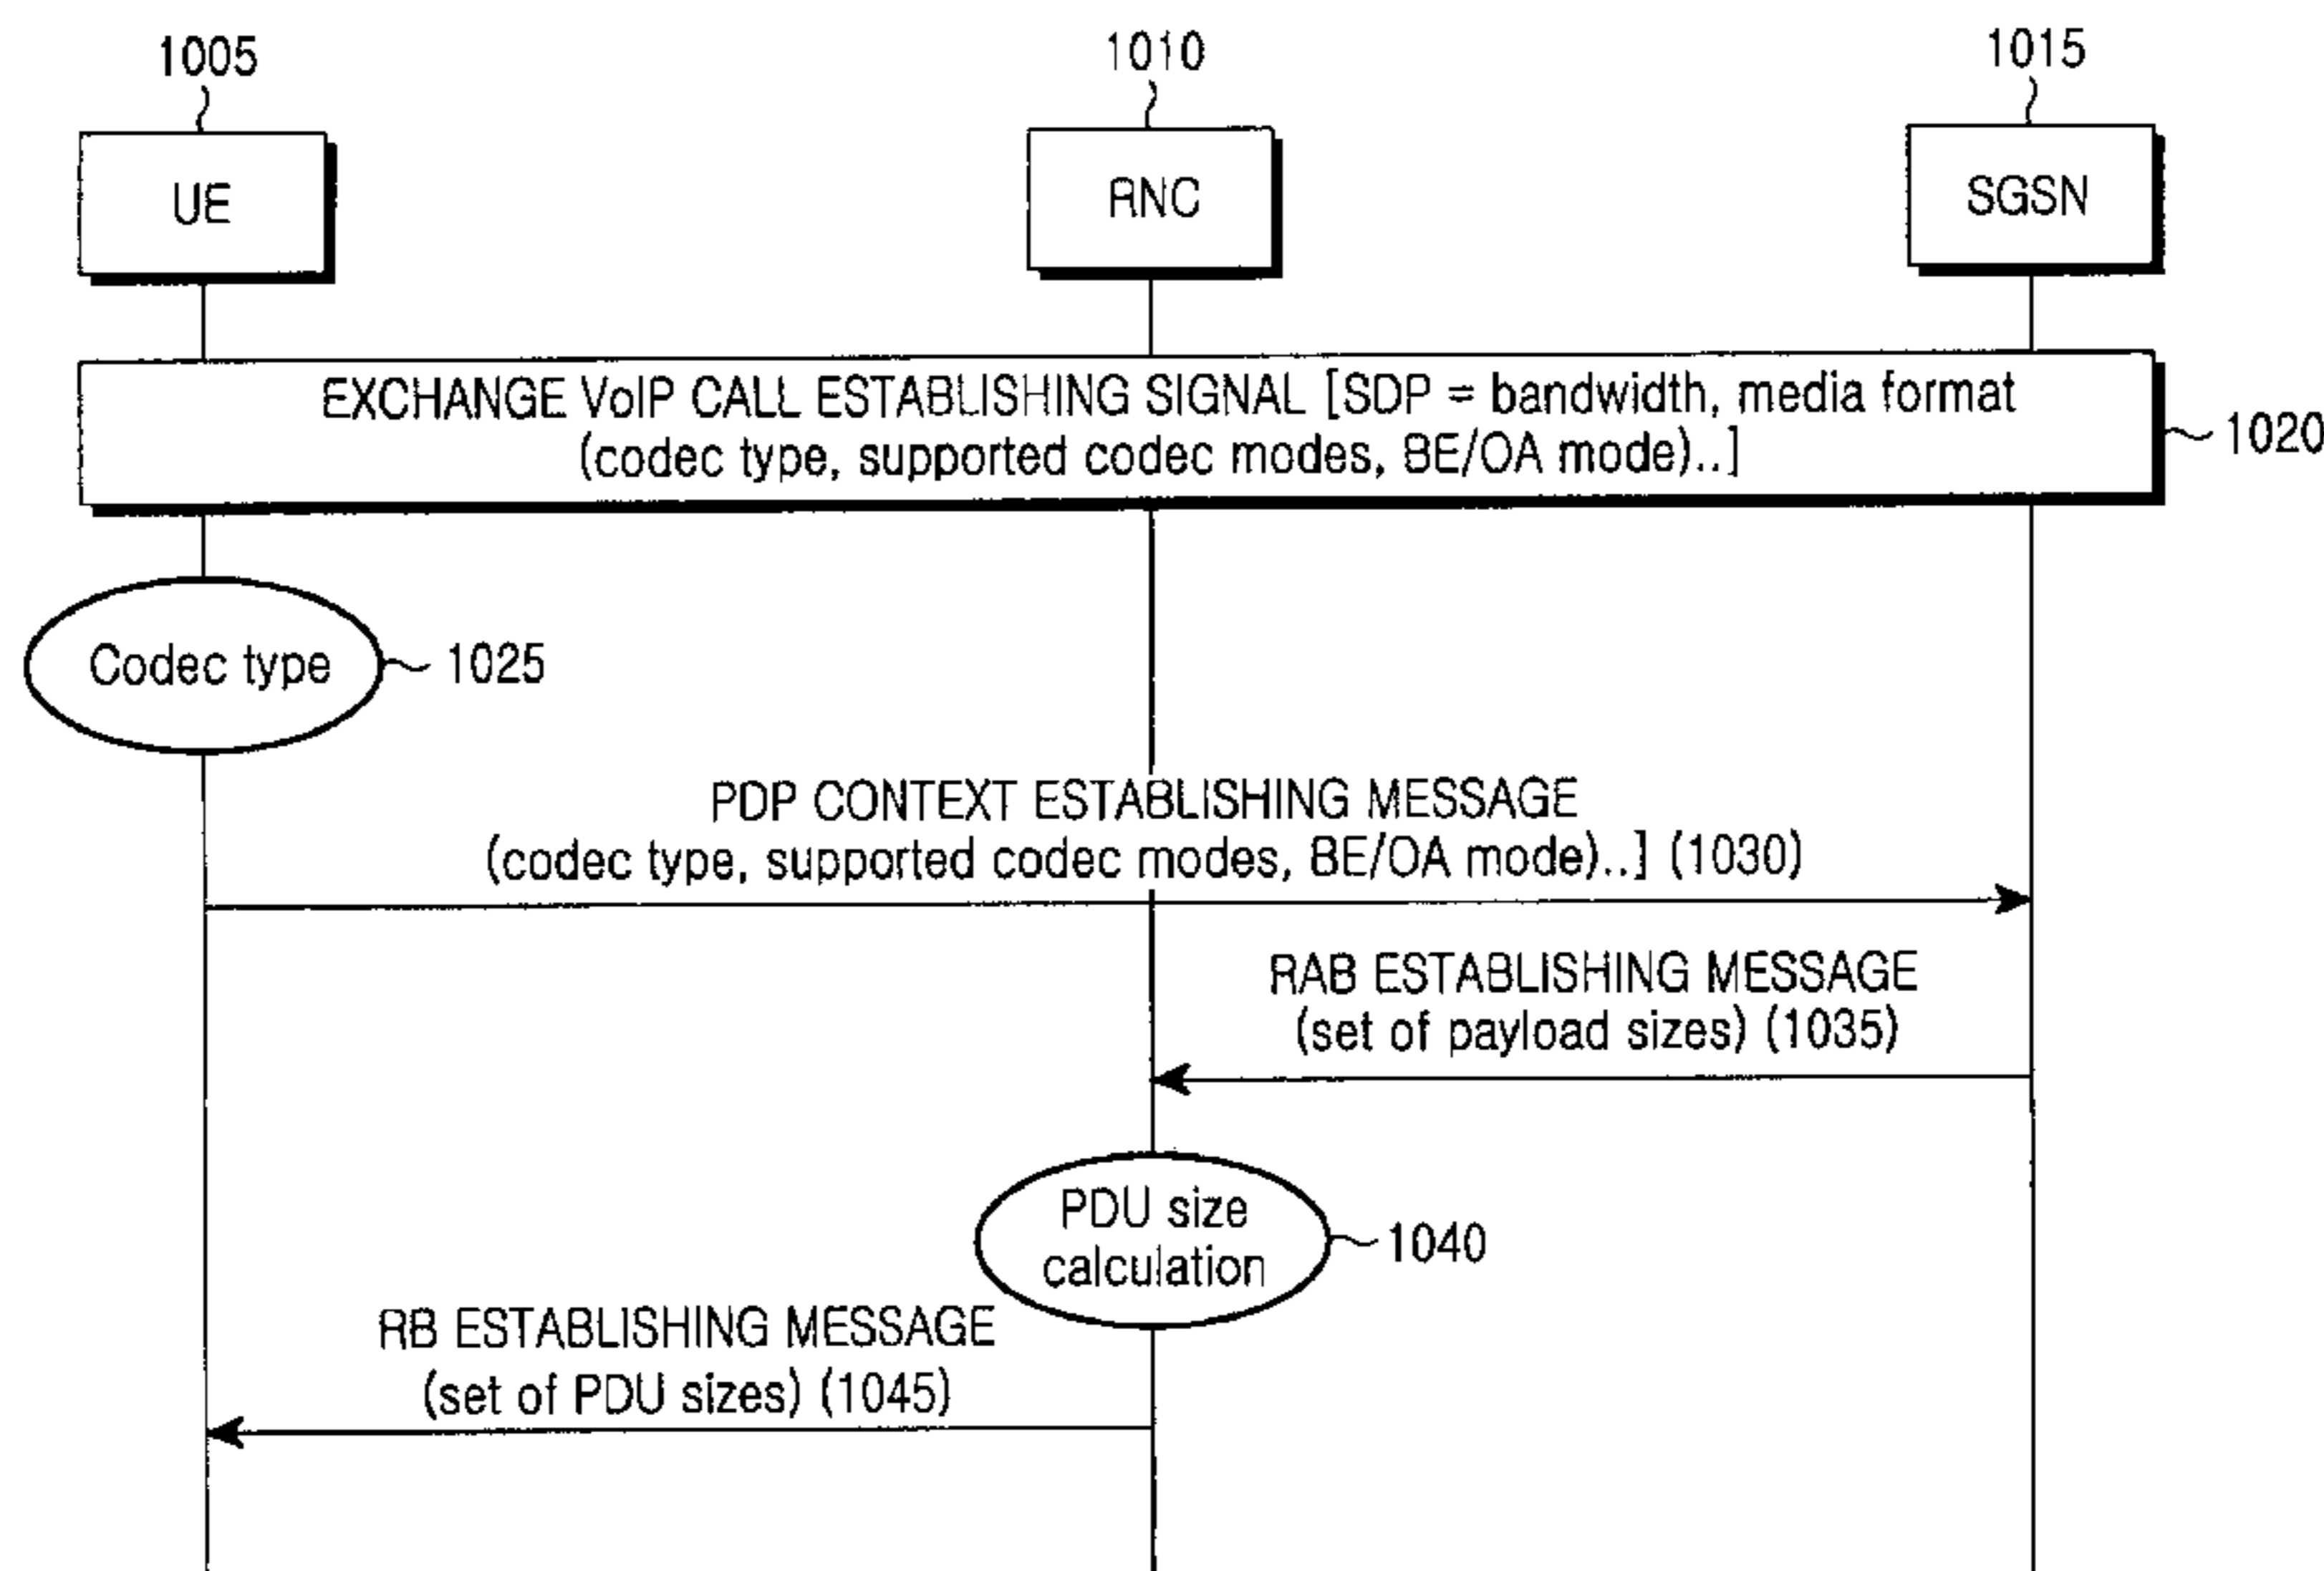 1005
1010
1015
UE
RNC
SGSN
EXCHANGE VoIP CALL ESTABLISHING SIGNAL [SDP = bandwidth, media format
(codec type, supported codec modes, BE/OA mode)..]
1020
Codec type
1025
PDP CONTEXT ESTABLISHING MESSAGE
(codec type, supported codec modes, BE/OA mode)..] (1030)
RAB ESTABLISHING MESSAGE
(set of payload sizes) (1035)
PDU size
calculation
1040
RB ESTABLISHING MESSAGE
(set of PDU sizes) (1045)